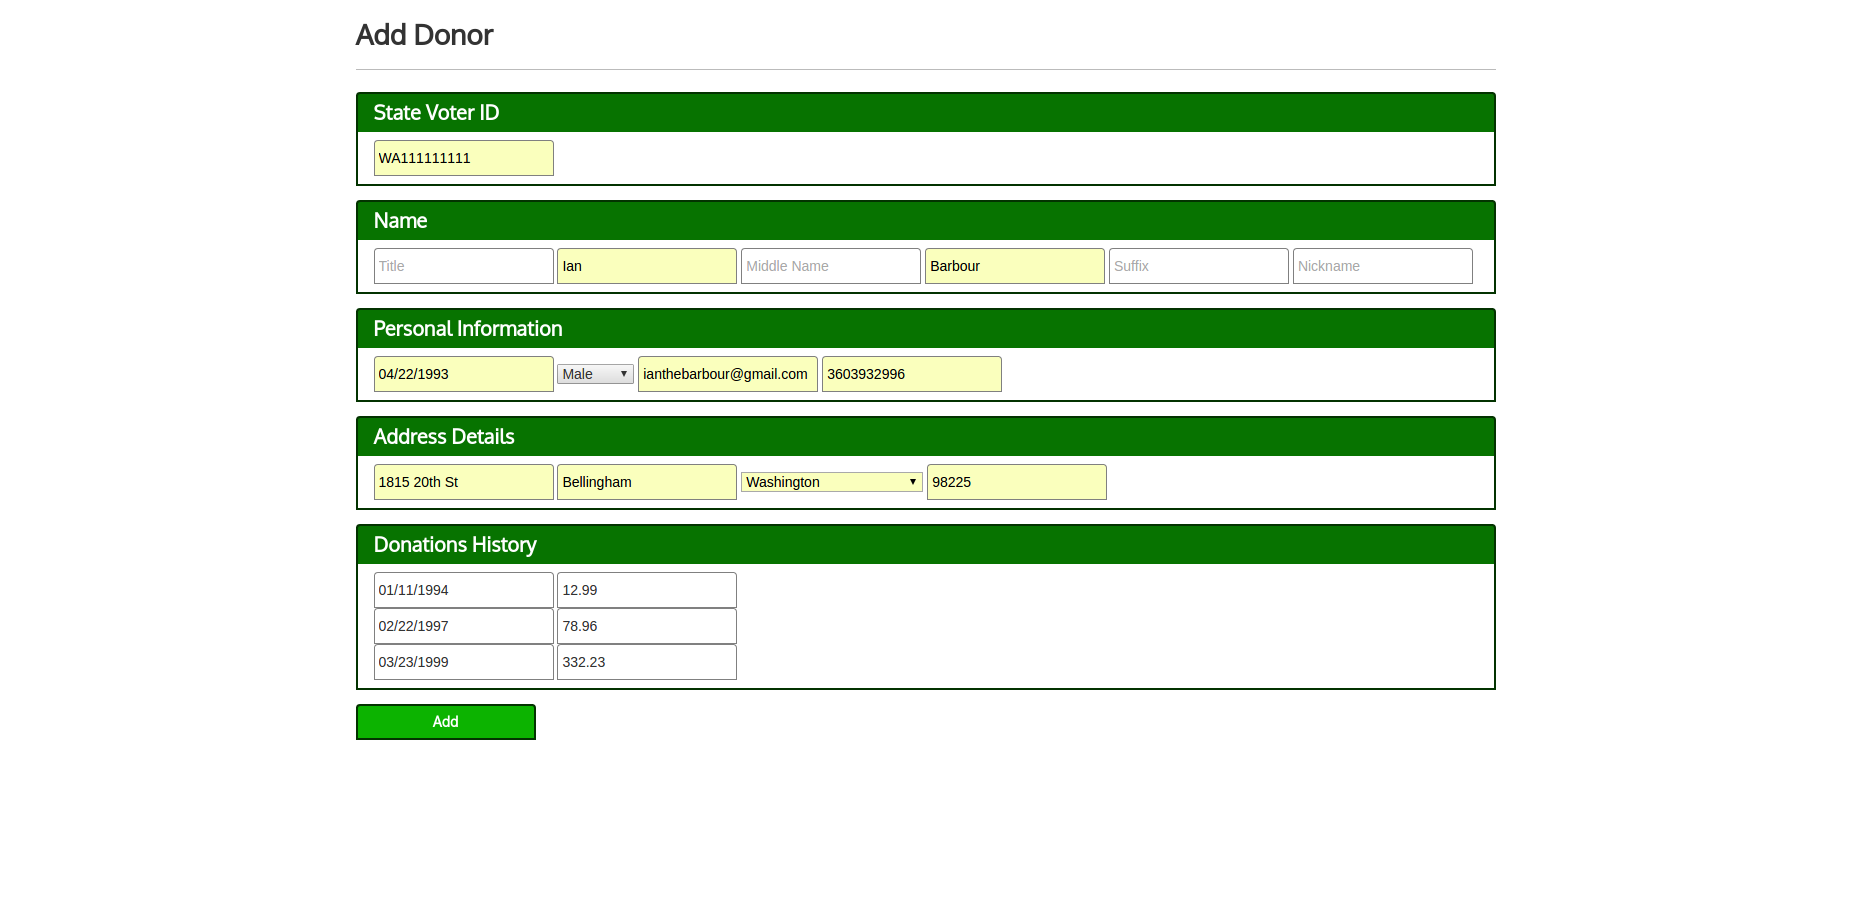 Add Donor
State Voter ID
WA111111111
Name
Title Ian Middle Name Barbour Suffix Nickname
Personal Information
04/22/1993 Male ianthebarbour@gmail.com 3603932996
Address Details
1815 20th St Bellingham Washington 98225
Donations History
01/11/1994 12.99
02/22/1997 78.96
03/23/1999 332.23
Add